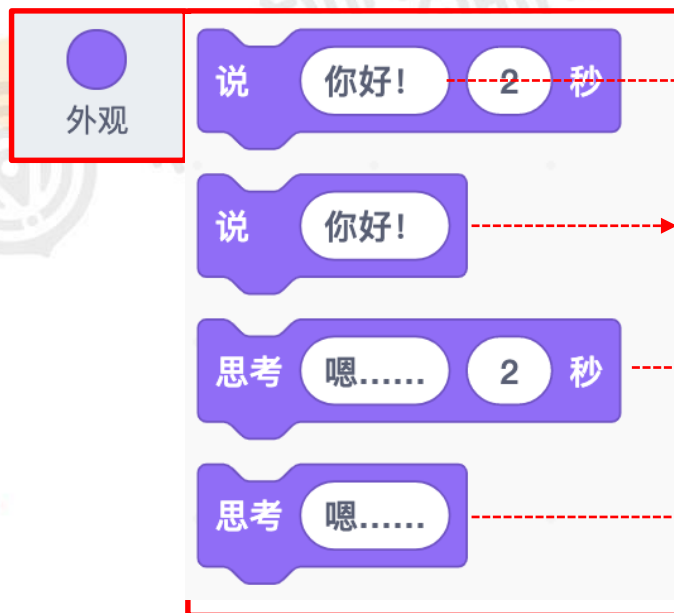 外观
说 你好! 2 秒
说 你好!
思考 嗯...... 2 秒
思考 嗯......